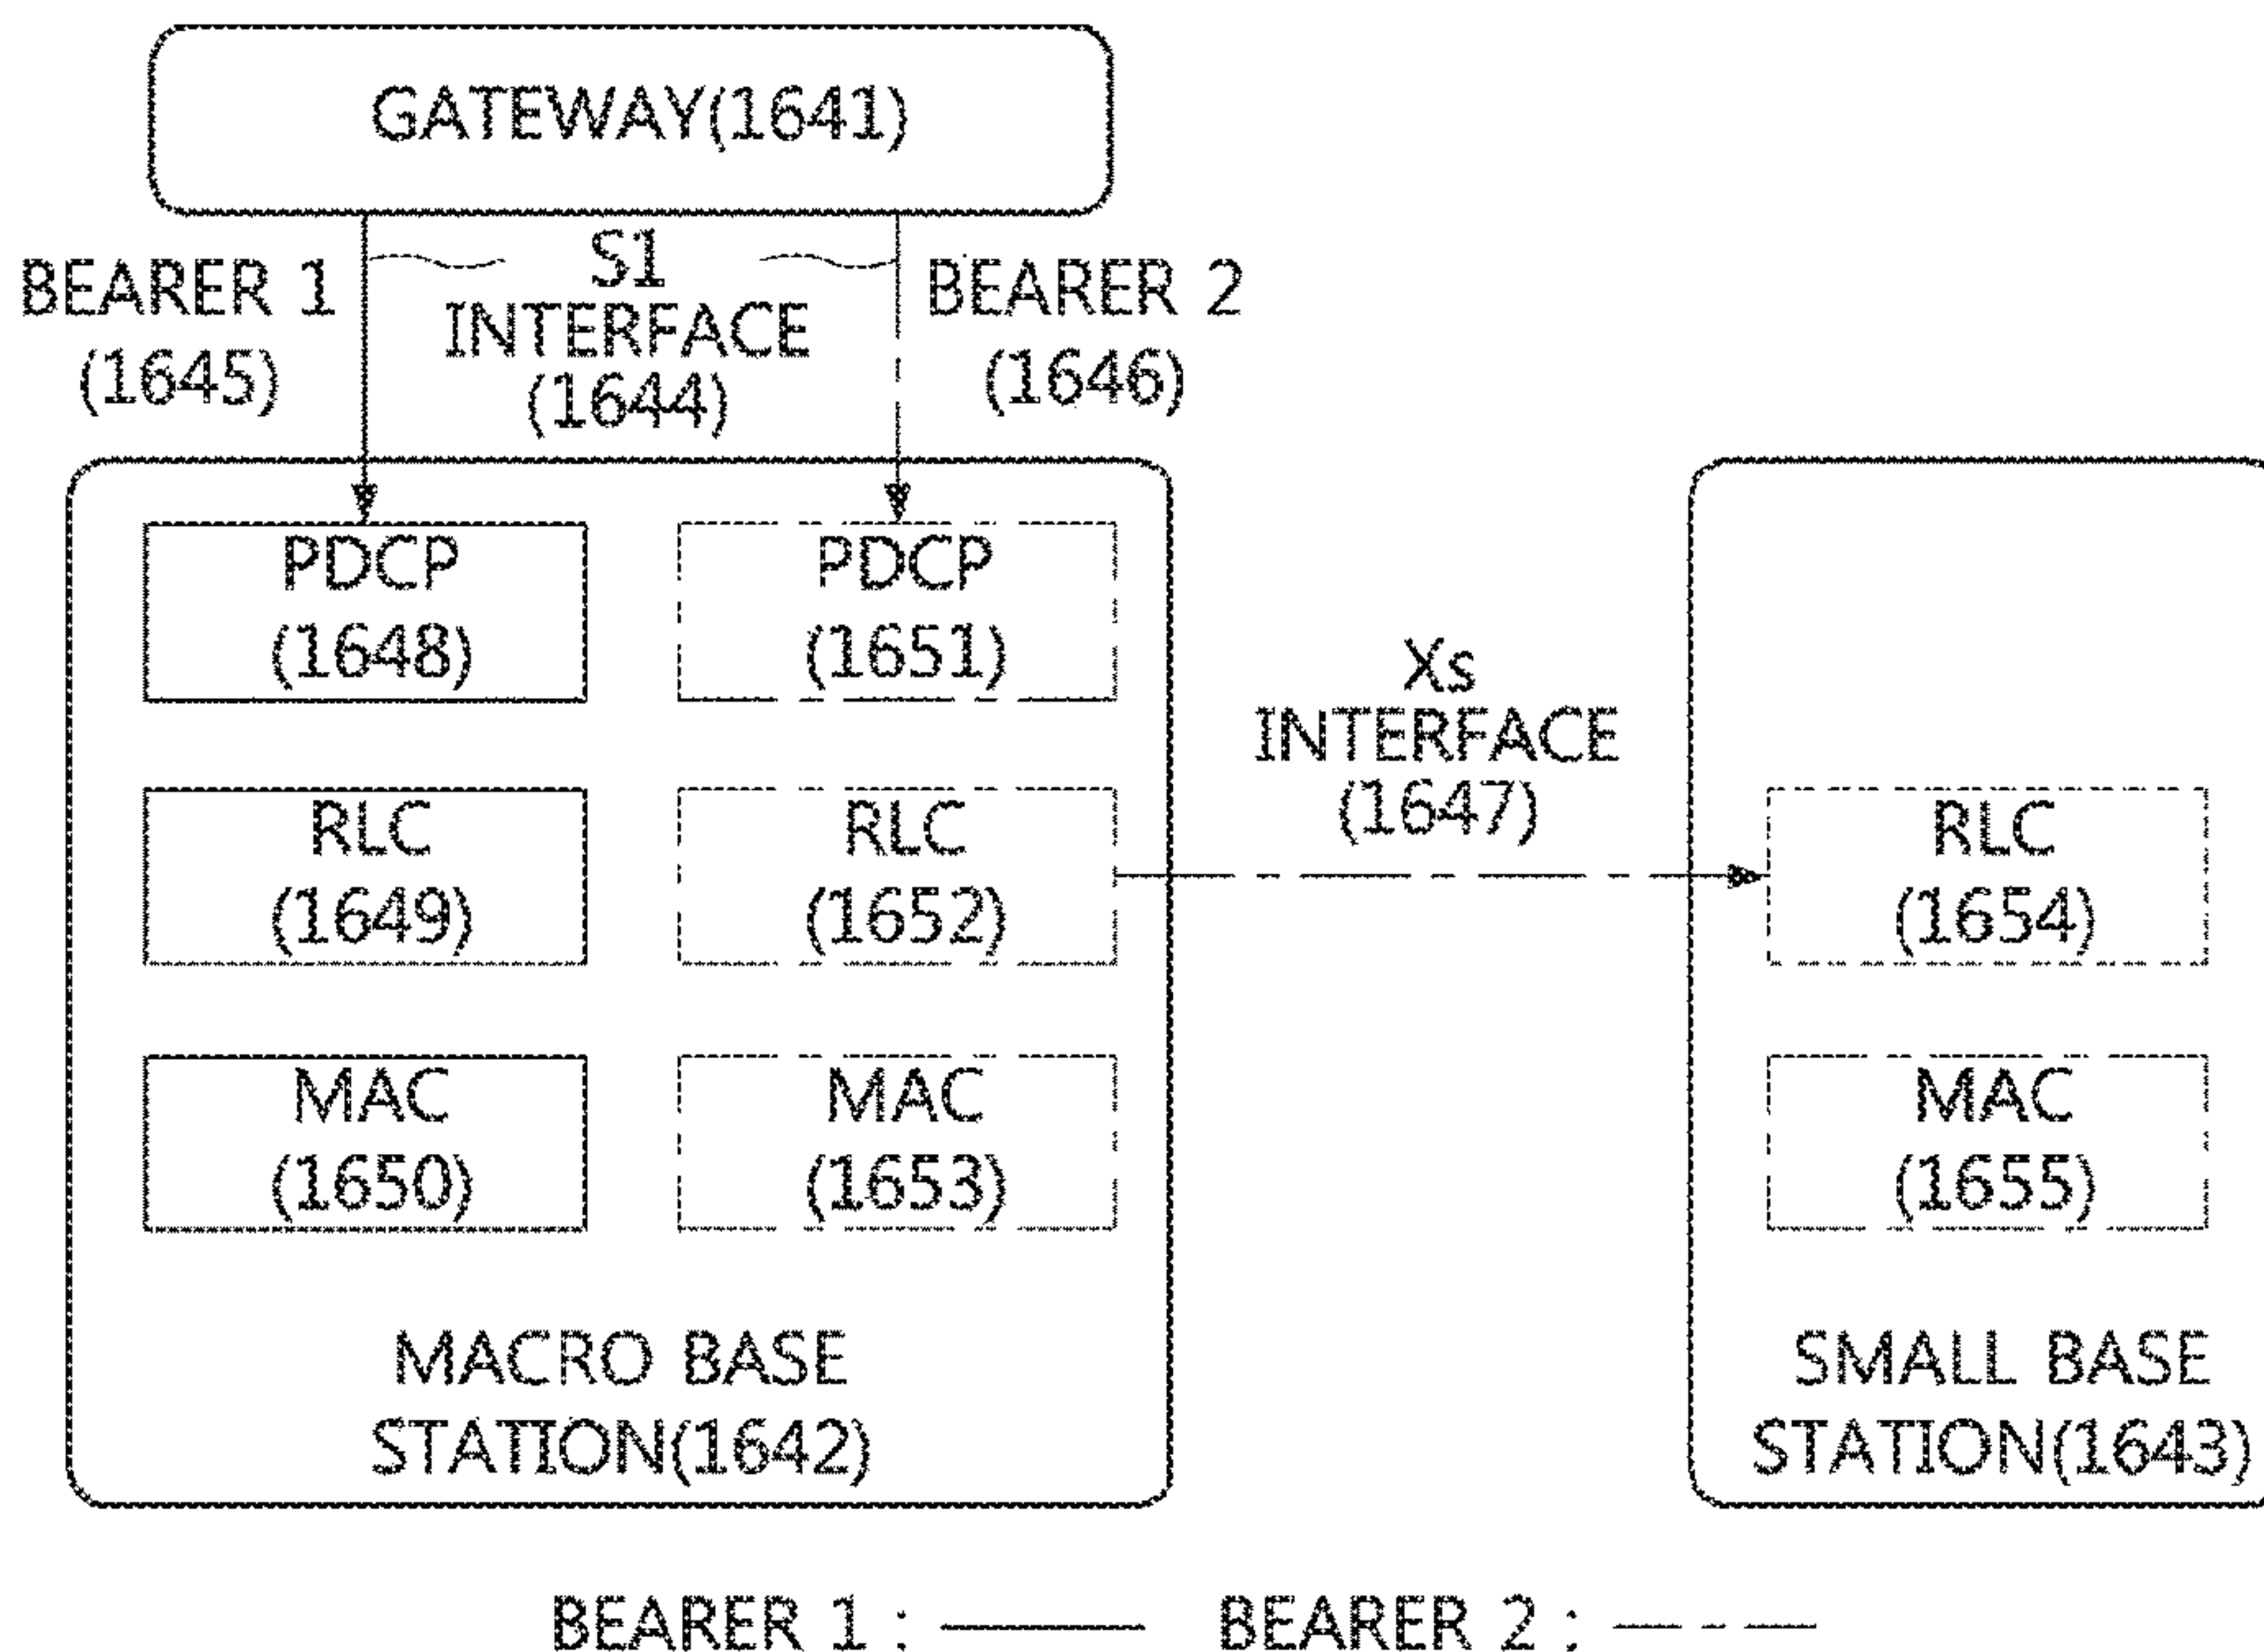 GATEWAY(1641)
S1
INTERFACE
(1644)
BEARER 1
(1645)
BEARER 2
(1646)
PDCP
(1648)
PDCP
(1651)
RLC
(1649)
RLC
(1652)
MAC
(1650)
MAC
(1653)
MACRO BASE
STATION(1642)
Xs
INTERFACE
(1647)
RLC
(1654)
MAC
(1655)
SMALL BASE
STATION(1643)
BEARER 1 : BEARER 2 :